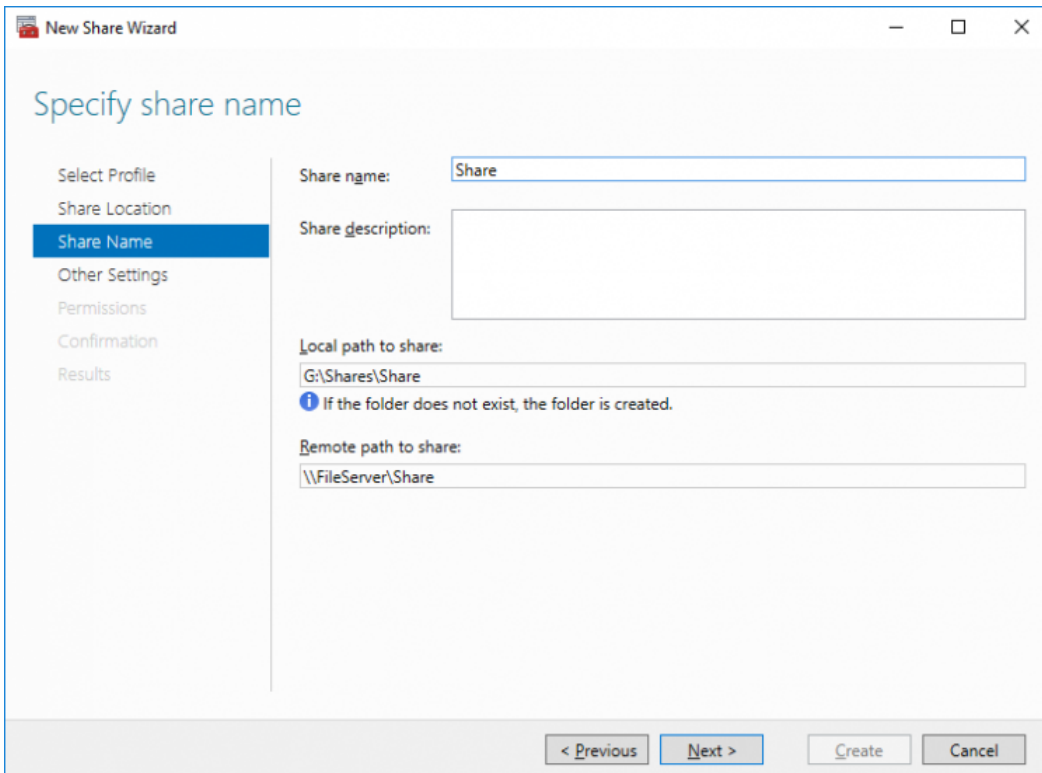 New Share Wizard
Specify share name
Select Profile
Share Location
Share Name
Other Settings
Permissions
Confirmation
Results
Share name:
Share
Share description:
Local path to share:
G:\Shares\Share
If the folder does not exist, the folder is created.
Remote path to share:
\\FileServer\Share
< Previous
Next >
Create
Cancel